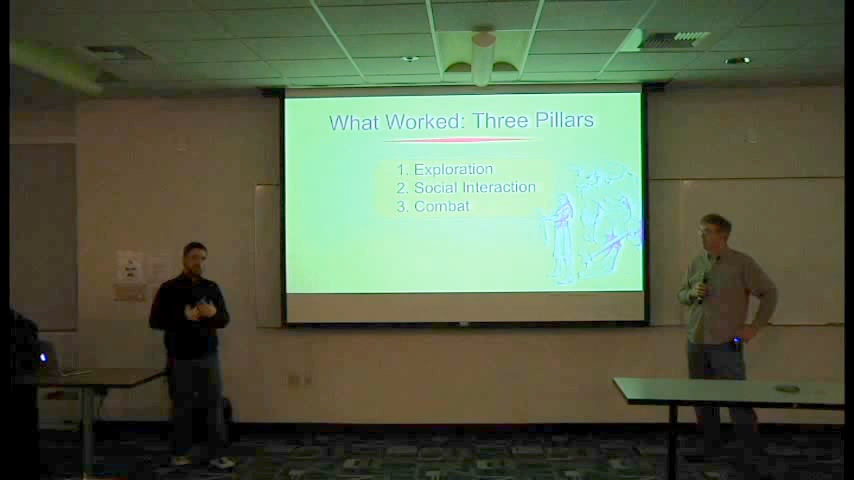 What Worked: Three Pillars
1. Exploration
2. Social Interaction
3. Combat